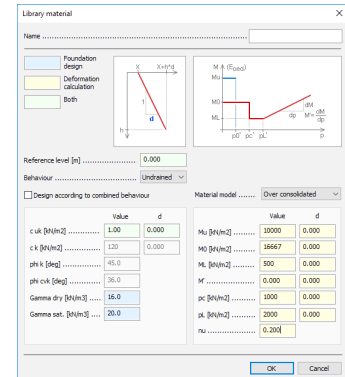 Library material
Name
Foundation design
Deformation calculation
Both
X X+h*d
1
d
h
M (Eoed)
Mu
M0
ML
dM
dp
M'= dM/dp
p0' pc' pL' p
Reference level [m] 0.000
Behaviour Undrained
Design according to combined behaviour
Material model Over consolidated
Value d
c uk [kN/m2] 1.00 0.000
c k [kN/m2] 120 0.000
phi k [deg] 45.0
phi cvk [deg] 36.0
Gamma dry [kN/m3] 16.0
Gamma sat. [kN/m3] 20.0
Value d
Mu [kN/m2] 10000 0.000
M0 [kN/m2] 16667 0.000
ML [kN/m2] 500 0.000
M' 0.000 0.000
pc [kN/m2] 1000 0.000
pL [kN/m2] 2000 0.000
nu 0.200
OK Cancel